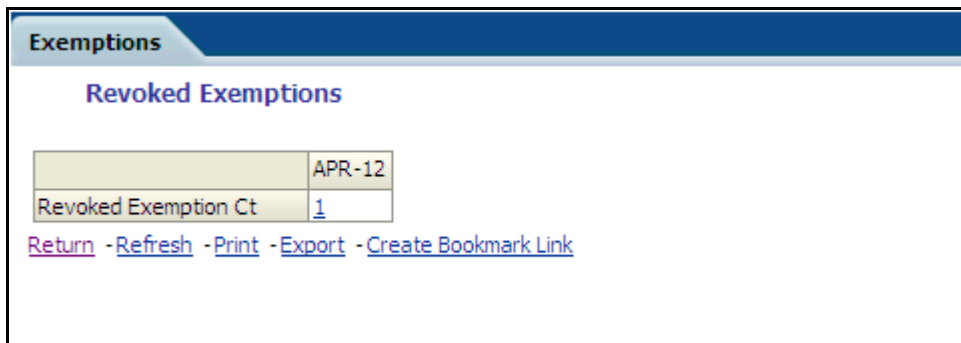 Exemptions
Revoked Exemptions
APR-12
Revoked Exemption Ct 1
Return - Refresh - Print - Export - Create Bookmark Link